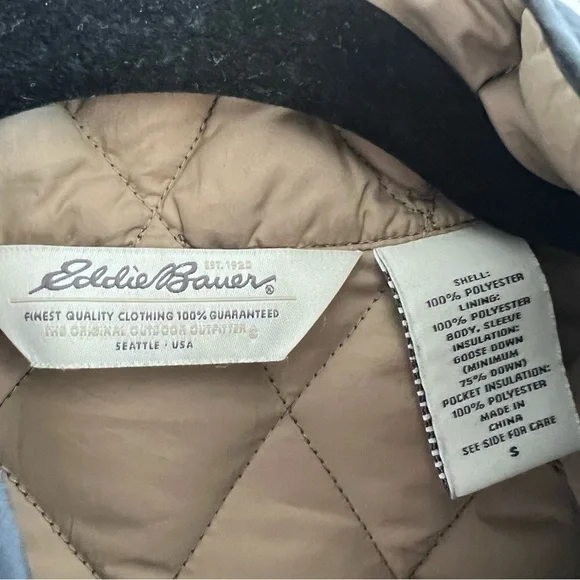 EST. 1920
Eddie Bauer®
FINEST QUALITY CLOTHING 100% GUARANTEED
THE ORIGINAL OUTDOOR OUTFITTER®
SEATTLE · USA
SHELL:
100% POLYESTER
LINING:
100% POLYESTER
BODY, SLEEVE
INSULATION:
GOOSE DOWN
(MINIMUM
75% DOWN)
POCKET INSULATION:
100% POLYESTER
MADE IN
CHINA
SEE SIDE FOR CARE
S